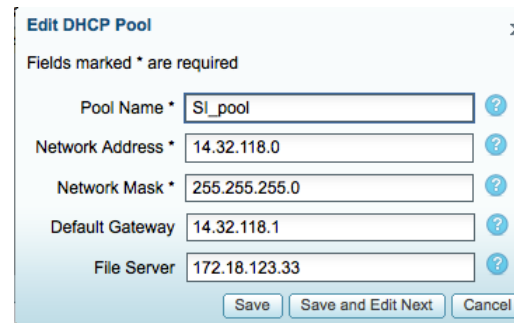 Edit DHCP Pool
Fields marked * are required
Pool Name * SI_pool ?
Network Address * 14.32.118.0 ?
Network Mask * 255.255.255.0 ?
Default Gateway 14.32.118.1 ?
File Server 172.18.123.33 ?
Save Save and Edit Next Cancel